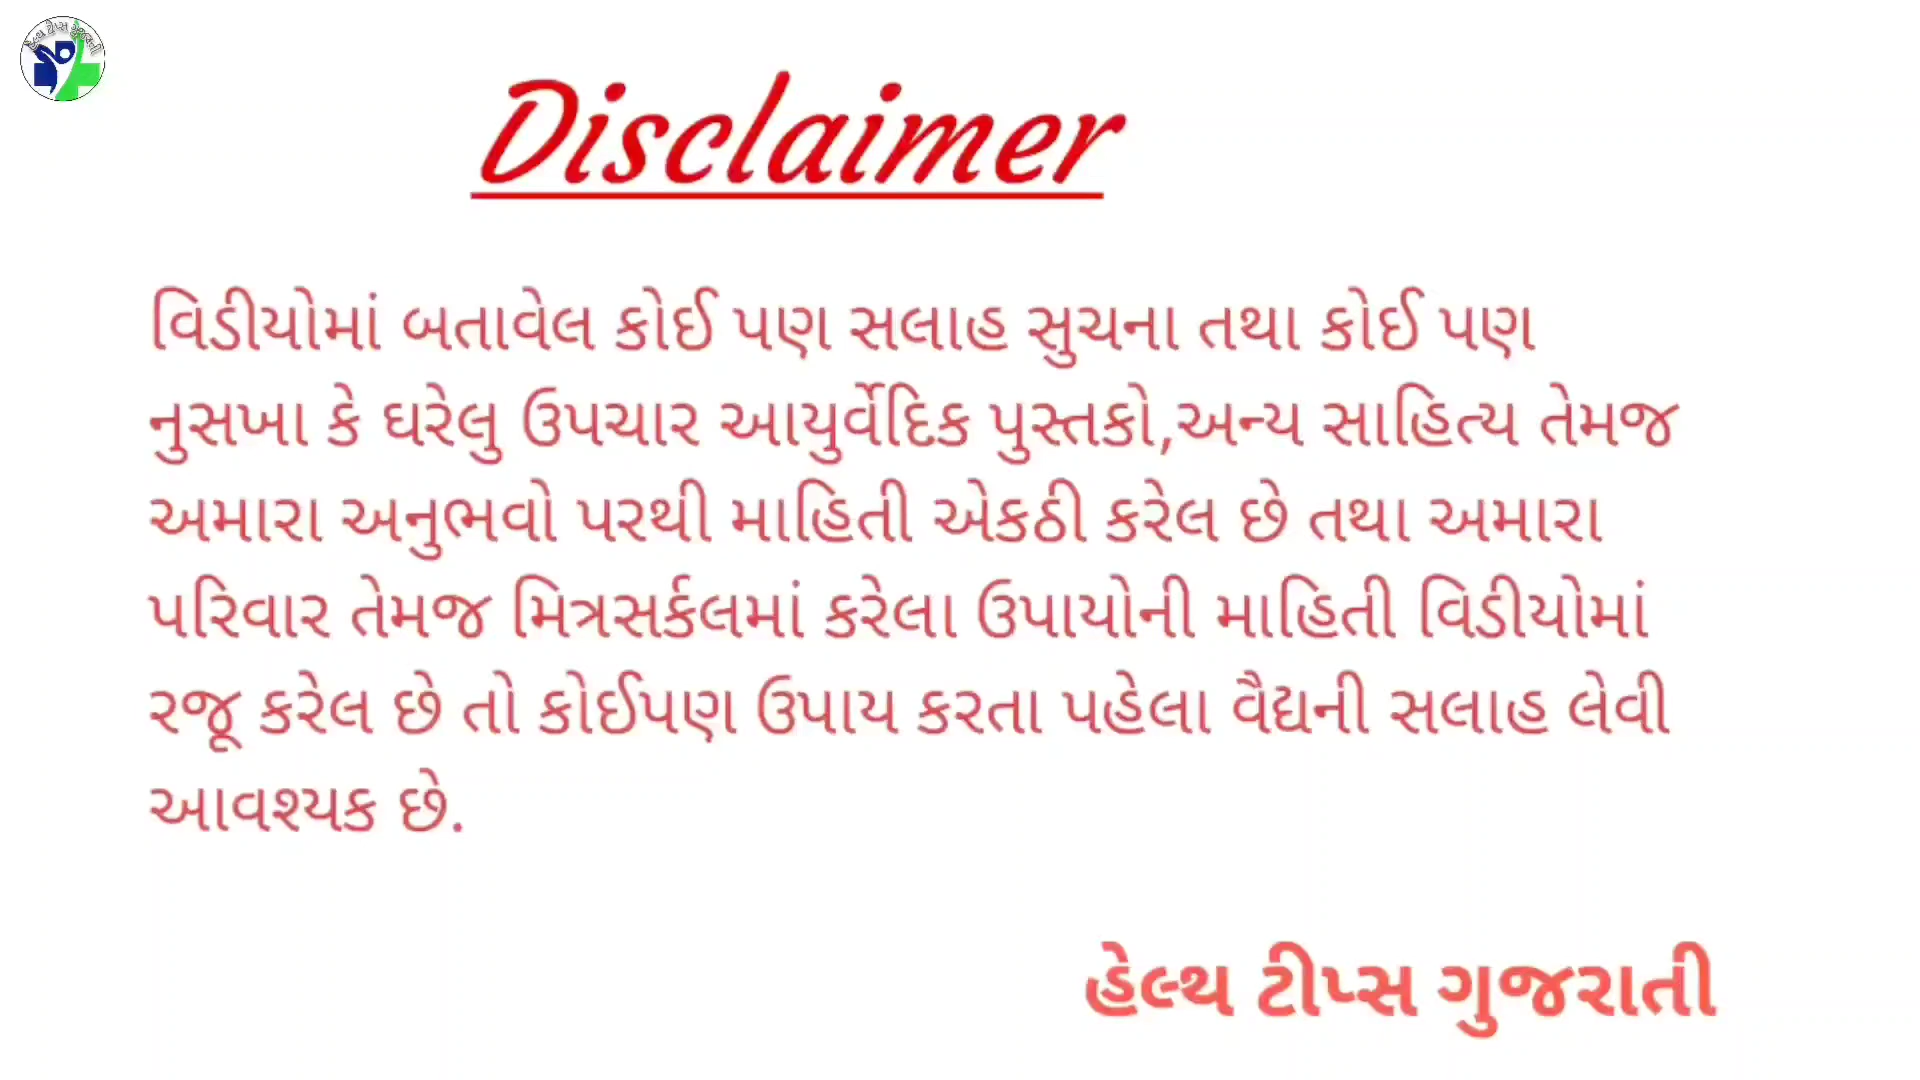 હેલ્થ ટીપ્સ ગુજરાતી
Disclaimer
વિડીયોમાં બતાવેલ કોઈ પણ સલાહ સુચના તથા કોઈ પણ
નુસખા કે ઘરેલુ ઉપચાર આયુર્વેદિક પુસ્તકો,અન્ય સાહિત્ય તેમજ
અમારા અનુભવો પરથી માહિતી એકઠી કરેલ છે તથા અમારા
પરિવાર તેમજ મિત્રસર્કલમાં કરેલા ઉપાયોની માહિતી વિડીયોમાં
રજૂ કરેલ છે તો કોઈપણ ઉપાય કરતા પહેલા વૈદ્યની સલાહ લેવી
આવશ્યક છે.
હેલ્થ ટીપ્સ ગુજરાતી